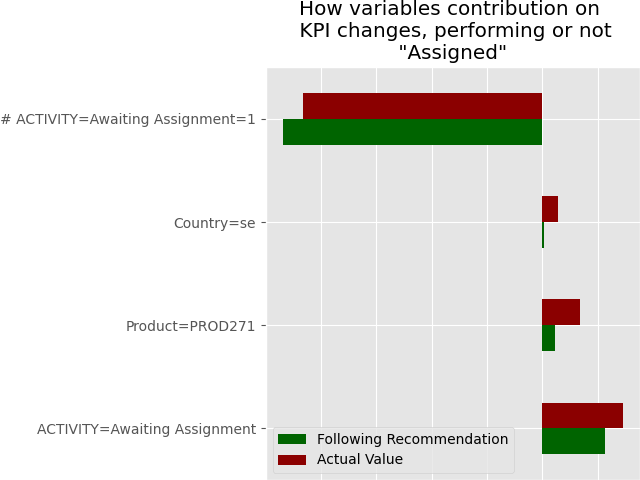 How variables contribution on
KPI changes, performing or not
"Assigned"
# ACTIVITY=Awaiting Assignment=1
Country=se
Product=PROD271
ACTIVITY=Awaiting Assignment
Following Recommendation
Actual Value